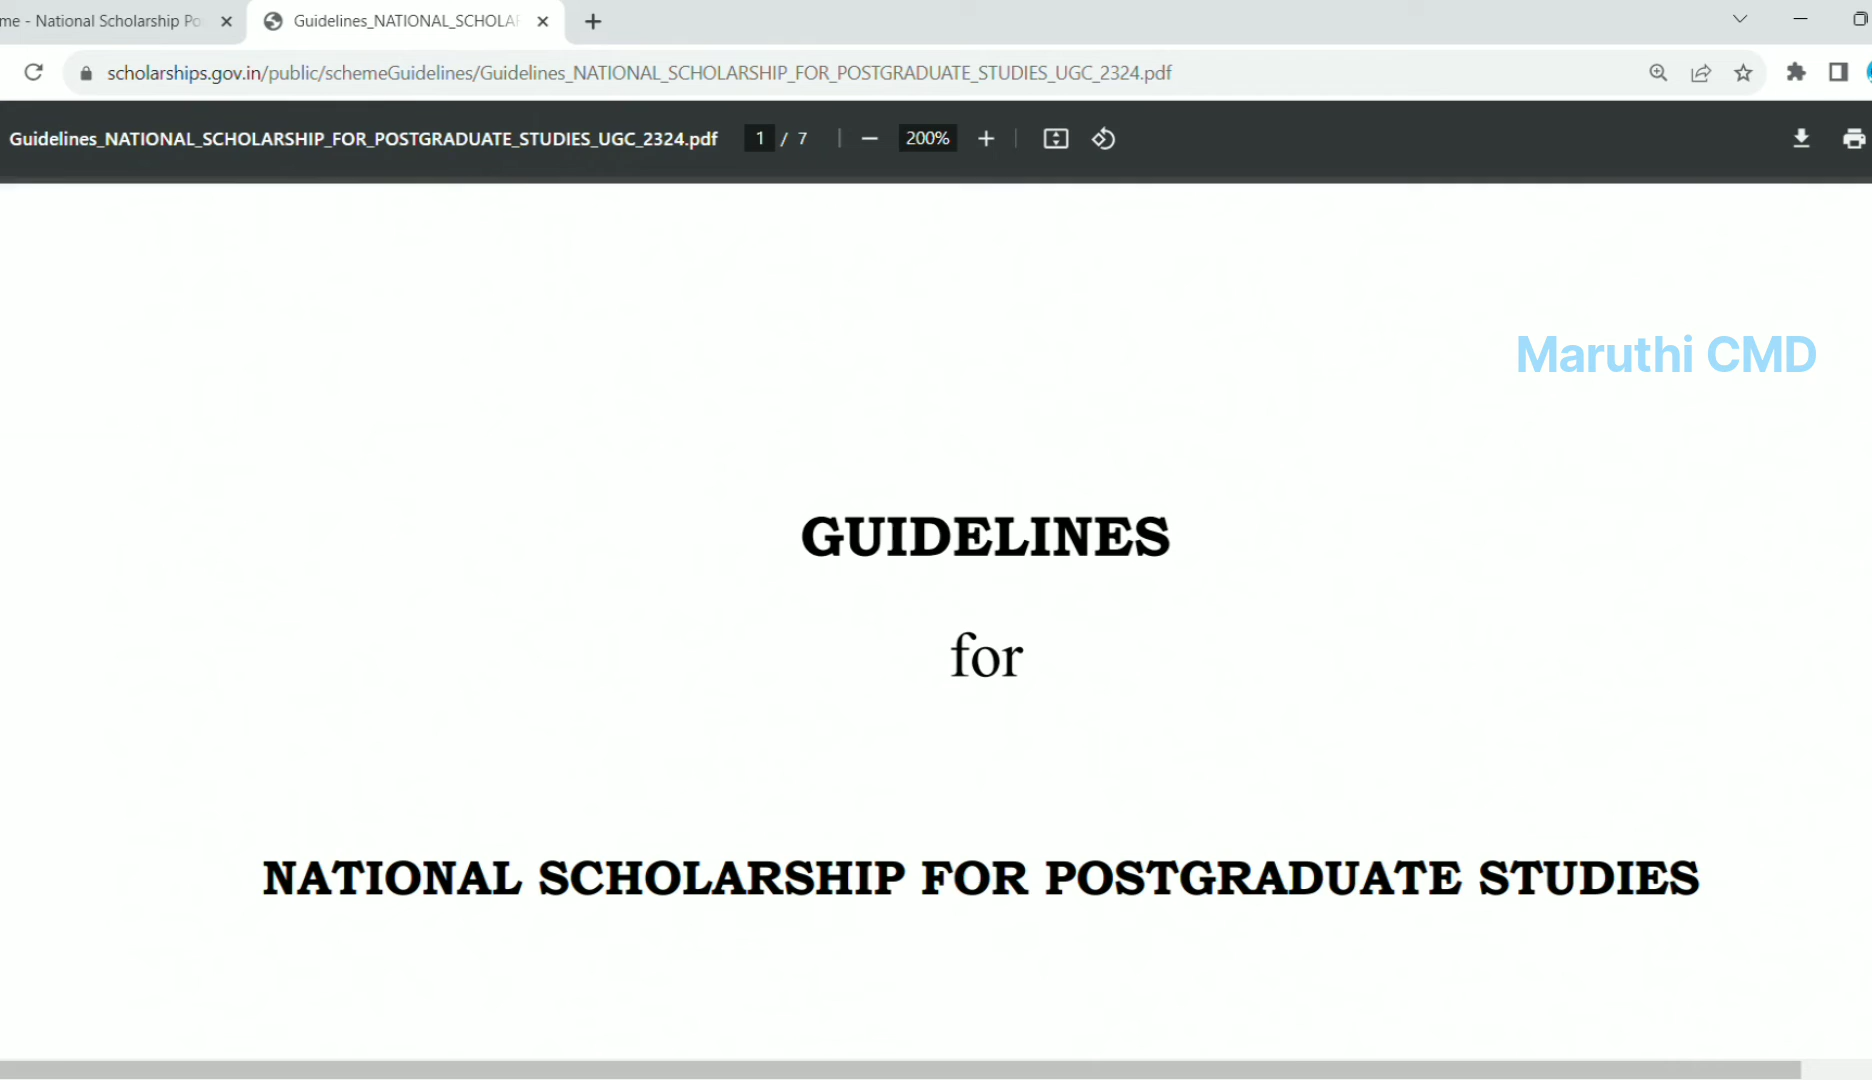 me - National Scholarship Po
Guidelines_NATIONAL_SCHOLAR
scholarships.gov.in/public/schemeGuidelines/Guidelines_NATIONAL_SCHOLARSHIP_FOR_POSTGRADUATE_STUDIES_UGC_2324.pdf
Guidelines_NATIONAL_SCHOLARSHIP_FOR_POSTGRADUATE_STUDIES_UGC_2324.pdf 1 / 7 200%
Maruthi CMD
GUIDELINES
for
NATIONAL SCHOLARSHIP FOR POSTGRADUATE STUDIES